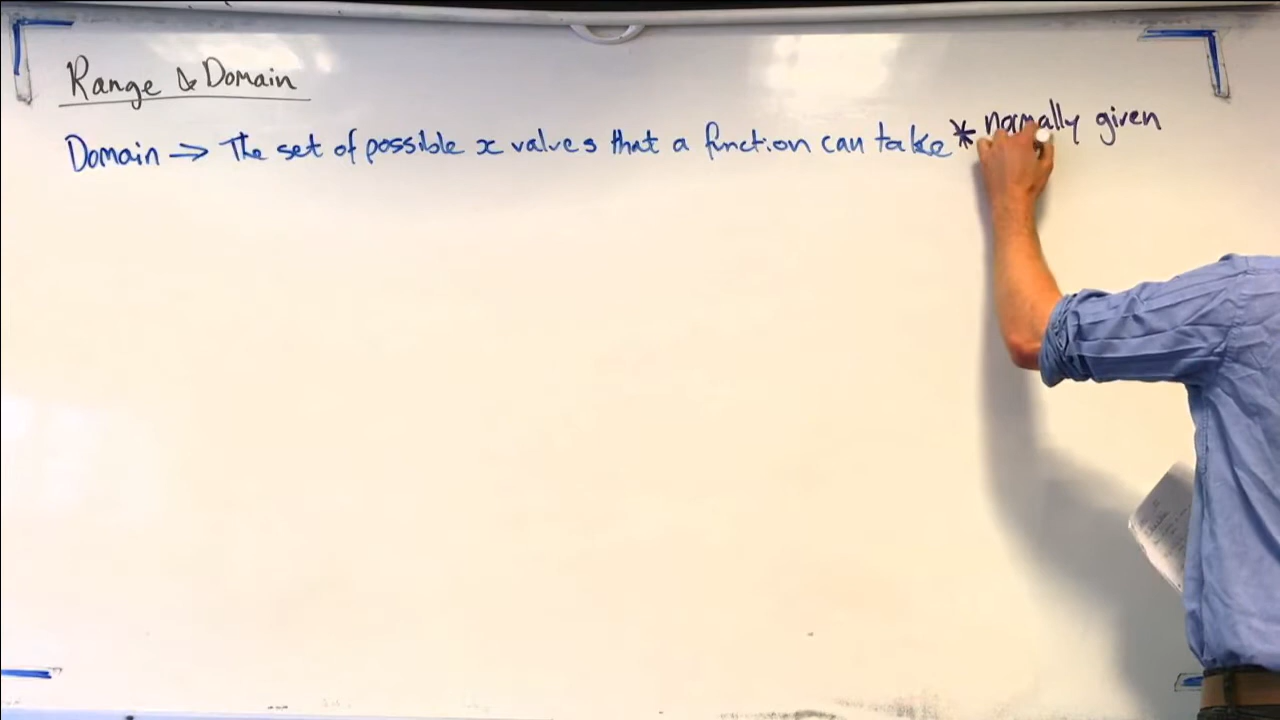 Range & Domain
Domain → The set of possible x values that a function can take * normally given